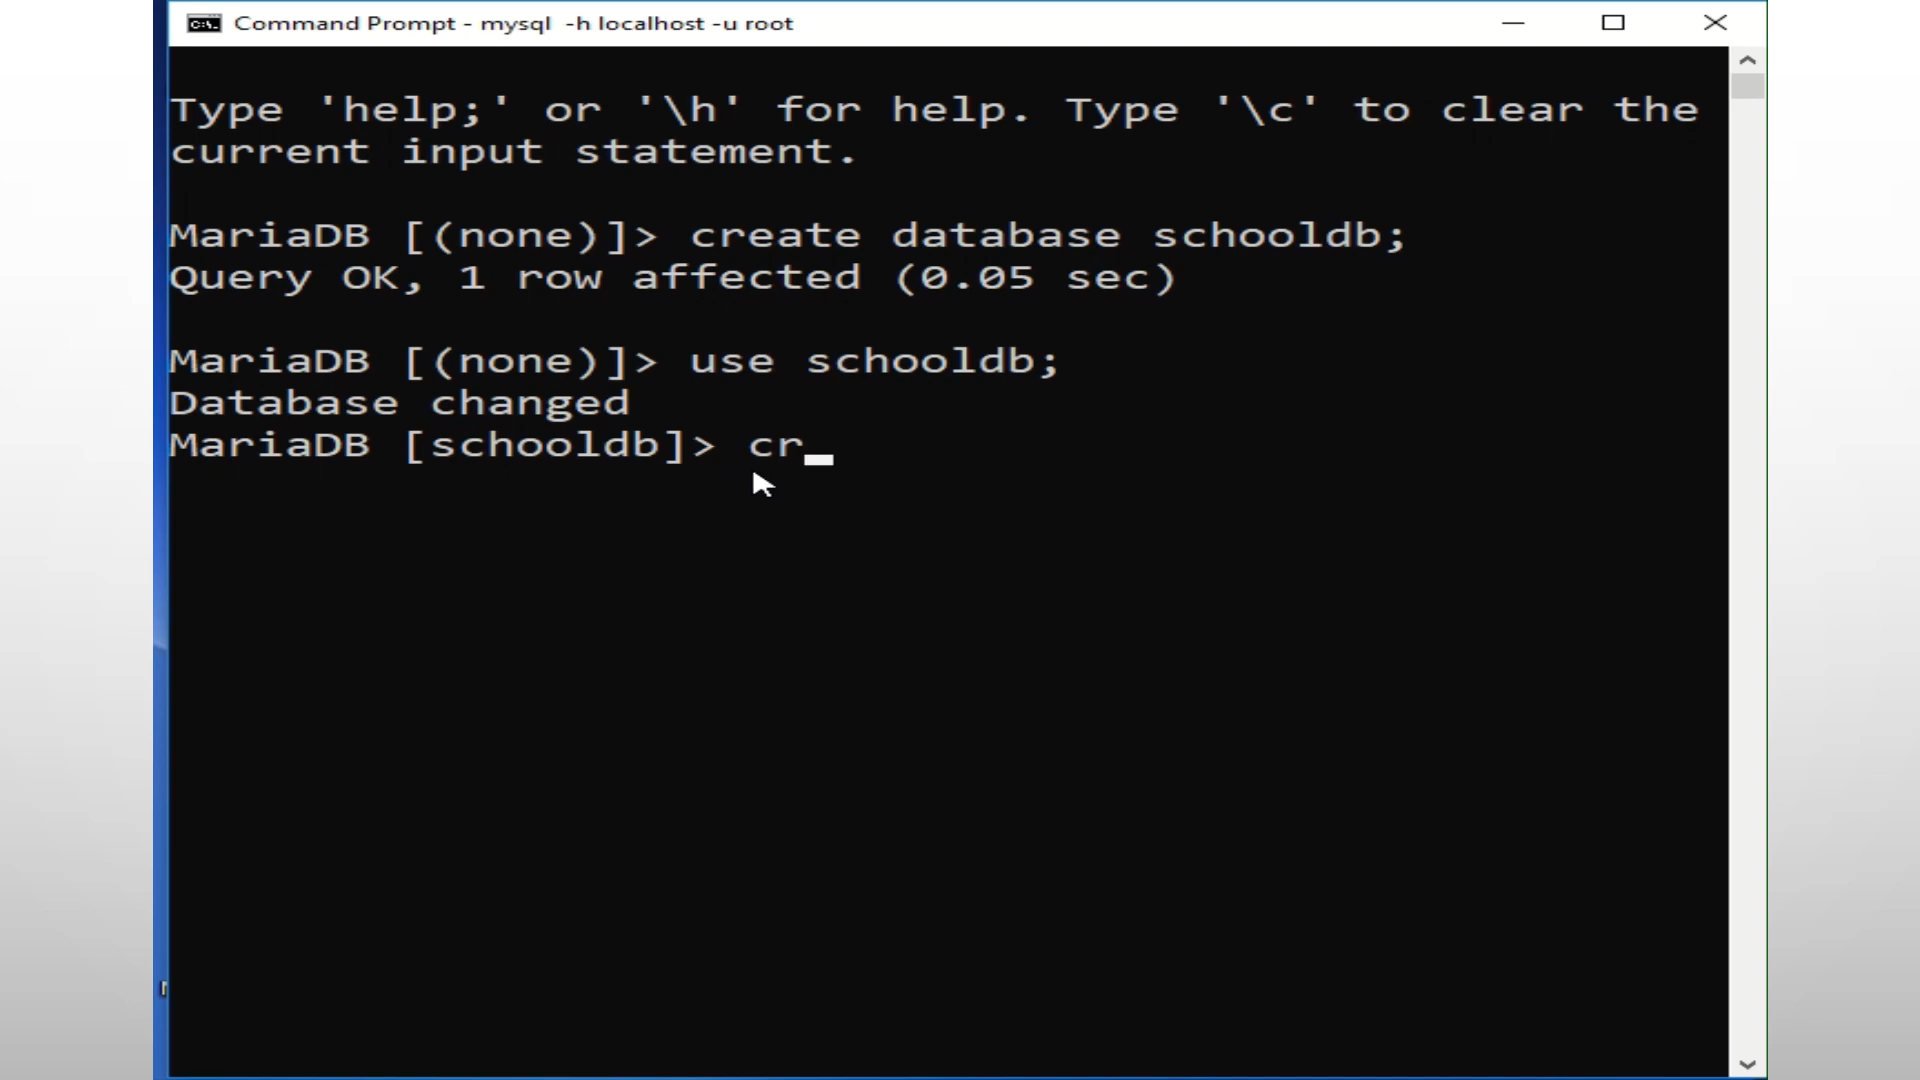 Command Prompt - mysql -h localhost -u root
Type 'help;' or '\h' for help. Type '\c' to clear the
current input statement.
MariaDB [(none)]> create database schooldb;
Query OK, 1 row affected (0.05 sec)
MariaDB [(none)]> use schooldb;
Database changed
MariaDB [schooldb]> cr_